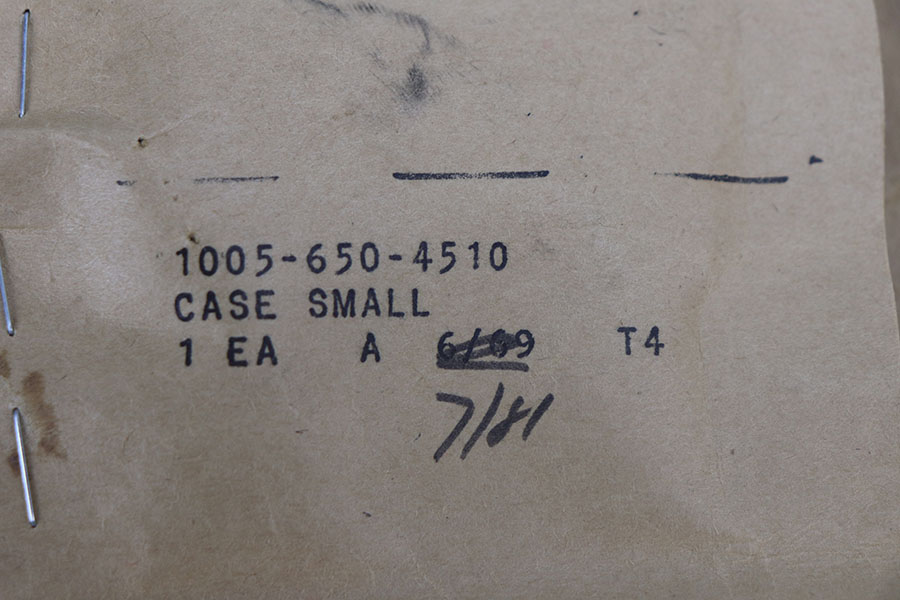 1005-650-4510
CASE SMALL
1 EA A 6/69 T4
7/81